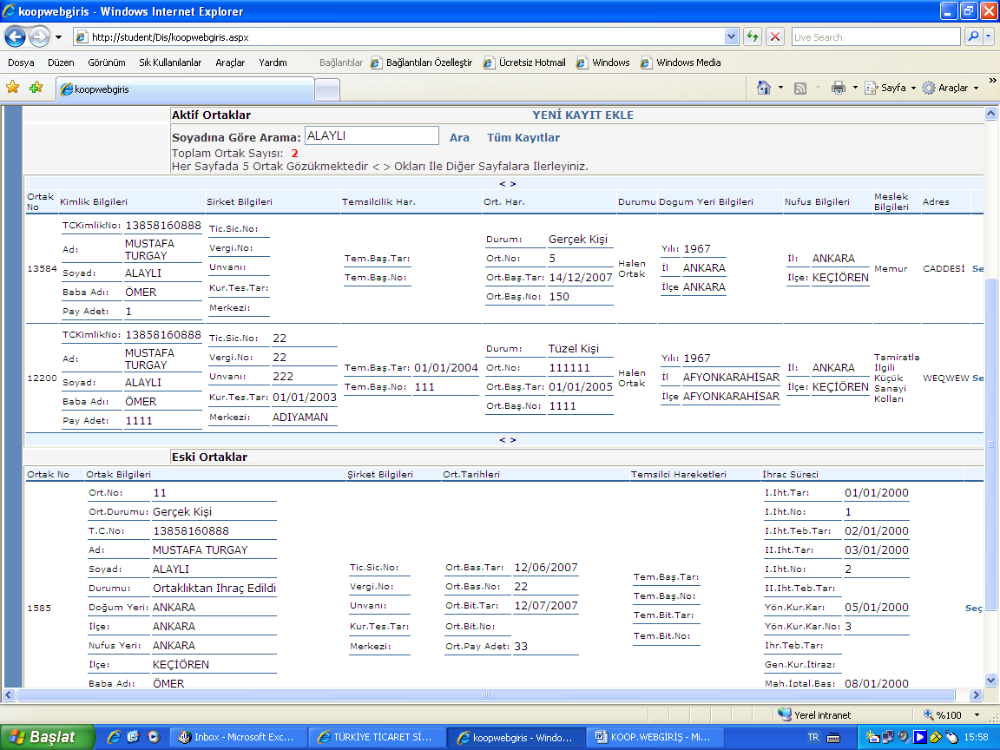 koopwebgiris - Windows Internet Explorer
http://student/Dis/koopwebgiris.aspx
Live Search
Dosya Düzen Görünüm Sık Kullanılanlar Araçlar Yardım Bağlantılar Bağlantıları Özelleştir Ücretsiz Hotmail Windows Windows Media
koopwebgiris Sayfa Araçlar
Aktif Ortaklar YENİ KAYIT EKLE
Soyadına Göre Arama: ALAYLI Ara Tüm Kayıtlar
Toplam Ortak Sayısı: 2
Her Sayfada 5 Ortak Gözükmektedir < > Okları İle Diğer Sayfalara İlerleyiniz.
< >
Ortak No Kimlik Bilgileri Sirket Bilgileri Temsilcilik Har. Ort. Har. Durumu Dogum Yeri Bilgileri Nufus Bilgileri Meslek Bilgileri Adres
13584
TCKimlikNo: 13858160888
Ad: MUSTAFA TURGAY
Soyad: ALAYLI
Baba Adı: ÖMER
Pay Adet: 1
Tic.Sic.No:
Vergi.No:
Unvanı:
Kur.Tes.Tar:
Merkezi:
Tem.Baş.Tar:
Tem.Baş.No:
Durum: Gerçek Kişi
Ort.No: 5
Ort.Baş.Tar: 14/12/2007
Ort.Baş.No: 150
Halen Ortak
Yılı: 1967
İl ANKARA
İlçe ANKARA
İl: ANKARA
İlçe: KEÇİÖREN
Memur
CADDESİ Se
12200
TCKimlikNo: 13858160888
Ad: MUSTAFA TURGAY
Soyad: ALAYLI
Baba Adı: ÖMER
Pay Adet: 1111
Tic.Sic.No: 22
Vergi.No: 22
Unvanı: 222
Kur.Tes.Tar: 01/01/2003
Merkezi: ADIYAMAN
Tem.Baş.Tar: 01/01/2004
Tem.Baş.No: 111
Durum: Tüzel Kişi
Ort.No: 111111
Ort.Baş.Tar: 01/01/2005
Ort.Baş.No: 1111
Halen Ortak
Yılı: 1967
İl AFYONKARAHİSAR
İlçe AFYONKARAHİSAR
İl: ANKARA
İlçe: KEÇİÖREN
Tamiratla
İlgili
Küçük
Sanayi
Kolları
WEQWEW Se
< >
Eski Ortaklar
Ortak No Ortak Bilgileri Şirket Bilgileri Ort.Tarihleri Temsilci Hareketleri İhrac Süreci
1585
Ort.No: 11
Ort.Durumu: Gerçek Kişi
T.C.No: 13858160888
Ad: MUSTAFA TURGAY
Soyad: ALAYLI
Durumu: Ortaklıktan İhraç Edildi
Doğum Yeri: ANKARA
İlçe: ANKARA
Nufus Yeri: ANKARA
İlçe: KEÇİÖREN
Baba Adı: ÖMER
Tic.Sic.No:
Vergi.No:
Unvanı:
Kur.Tes.Tar:
Merkezi:
Ort.Bas.Tar: 12/06/2007
Ort.Bas.No: 22
Ort.Bit.Tar: 12/07/2007
Ort.Bit.No:
Ort.Pay Adet: 33
Tem.Baş.Tar:
Tem.Baş.No:
Tem.Bit.Tar:
Tem.Bit.No:
I.Iht.Tar: 01/01/2000
I.Iht.No: 1
I.Iht.Teb.Tar: 02/01/2000
II.Iht.Tar: 03/01/2000
I.Iht.No: 2
II.Iht.Teb.Tar:
Yön.Kur.Kar: 05/01/2000
Yön.Kur.Kar.No: 3
Ihr.Teb.Tar:
Gen.Kur.İtiraz:
Mah.İptal.Baş: 08/01/2000
Seç
Yerel intranet %100
Başlat Inbox - Microsoft Exc... TÜRKİYE TİCARET Sİ... koopwebgiris - Windo... KOOP.WEBGİRİŞ - Mi... TR 15:58